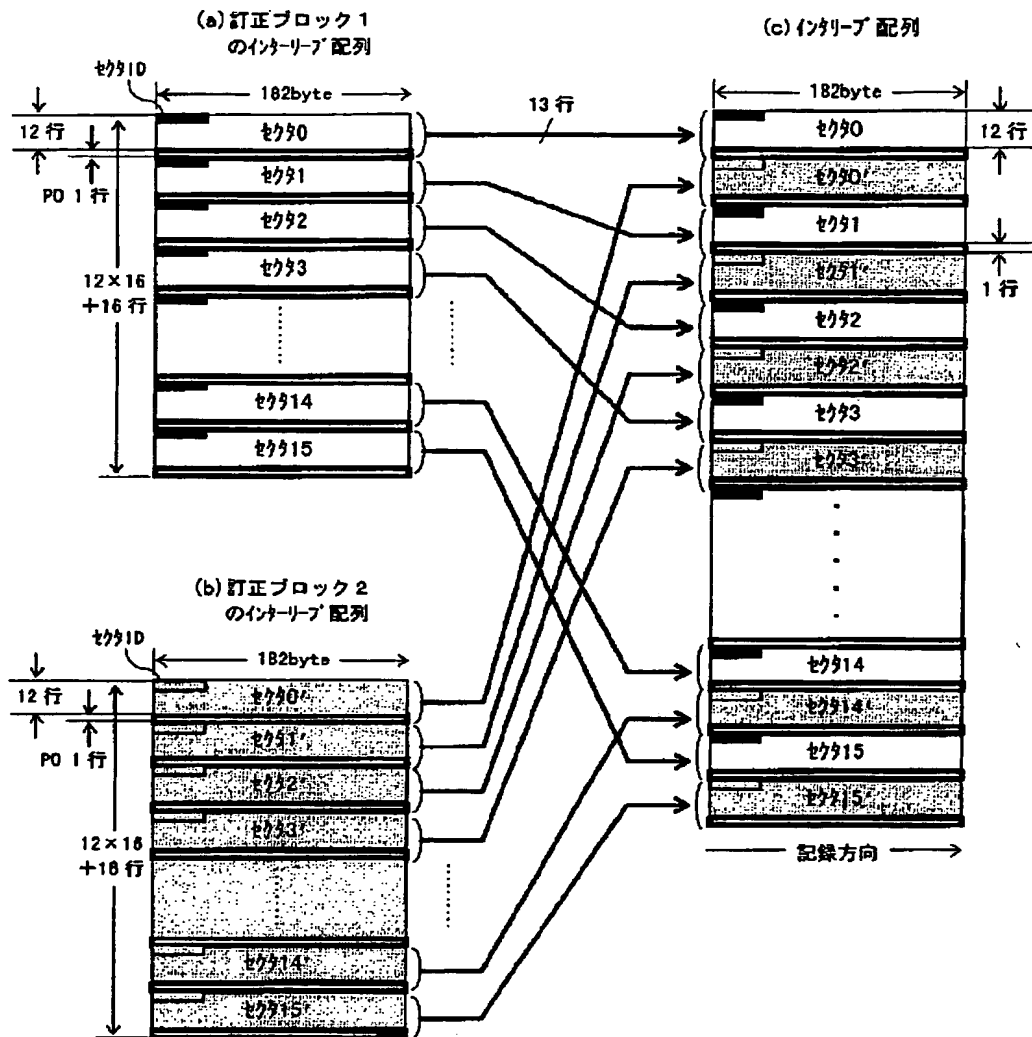 (a)訂正ブロック1
のインターリーブ配列
セクタID
182byte
12行
PO 1行
12×16
+16行
セクタ0
セクタ1
セクタ2
セクタ3
セクタ14
セクタ15
13行
(b)訂正ブロック2
のインターリーブ配列
セクタID
182byte
12行
PO 1行
12×16
+16行
セクタ0′
セクタ1′
セクタ2′
セクタ3′
セクタ14′
セクタ15′
(c)インタリーブ配列
182byte
12行
1行
セクタ0
セクタ0′
セクタ1
セクタ1′
セクタ2
セクタ2′
セクタ3
セクタ3′
セクタ14
セクタ14′
セクタ15
セクタ15′
記録方向